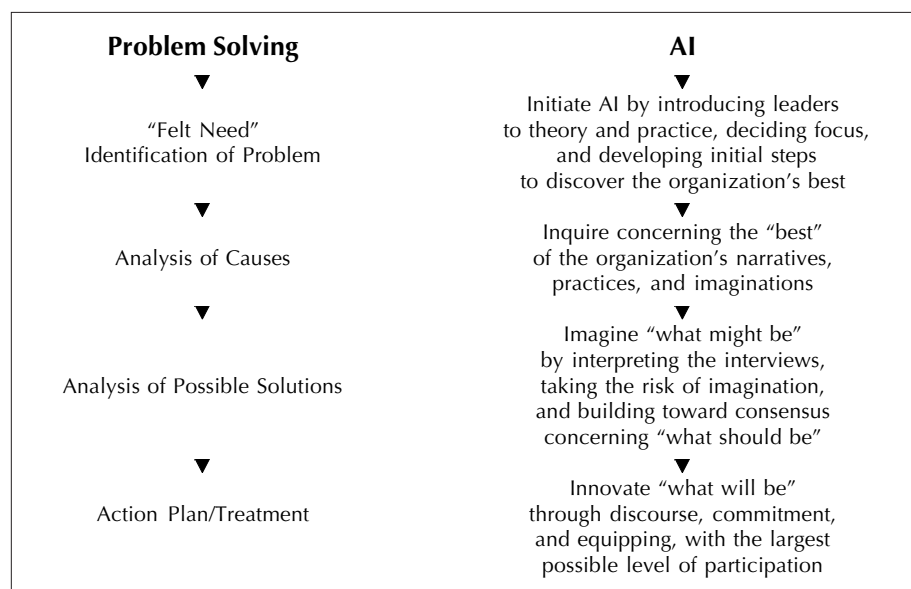 Problem Solving
▼
“Felt Need”
Identification of Problem
▼
Analysis of Causes
▼
Analysis of Possible Solutions
▼
Action Plan/Treatment
AI
▼
Initiate AI by introducing leaders
to theory and practice, deciding focus,
and developing initial steps
to discover the organization’s best
▼
Inquire concerning the “best”
of the organization’s narratives,
practices, and imaginations
▼
Imagine “what might be”
by interpreting the interviews,
taking the risk of imagination,
and building toward consensus
concerning “what should be”
▼
Innovate “what will be”
through discourse, commitment,
and equipping, with the largest
possible level of participation